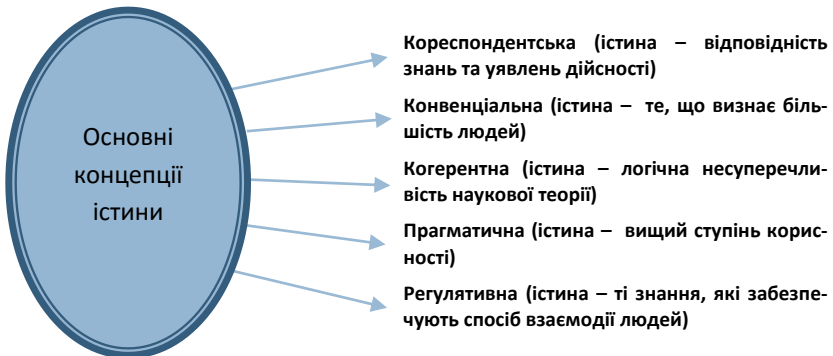 Основні
концепції
істини
Кореспондентська (істина – відповідність
знань та уявлень дійсності)
Конвенціальна (істина – те, що визнає біль-
шість людей)
Когерентна (істина – логічна несуперечли-
вість наукової теорії)
Прагматична (істина – вищий ступінь корис-
ності)
Регулятивна (істина – ті знання, які забезпе-
чують спосіб взаємодії людей)